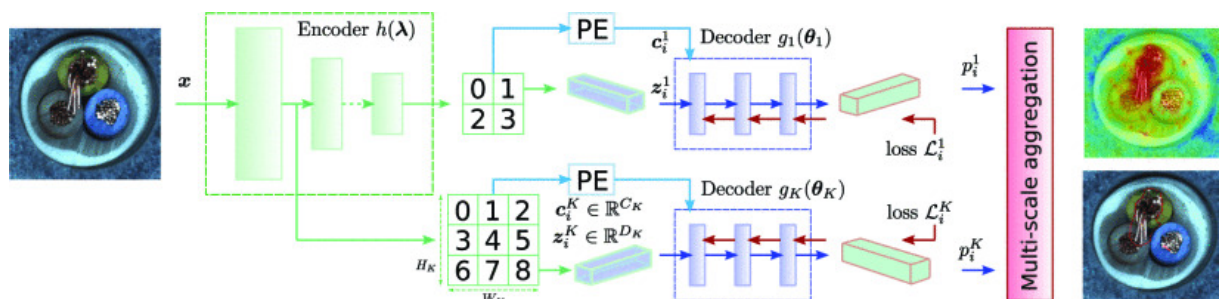 x
Encoder h(λ)
0 1
2 3
PE
c_i^1
z_i^1
Decoder g_1(θ_1)
loss ℒ_i^1
p_i^1
Multi-scale aggregation
0 1 2
3 4 5
6 7 8
H_K
PE
c_i^K ∈ ℝ^{C_K}
z_i^K ∈ ℝ^{D_K}
Decoder g_K(θ_K)
loss ℒ_i^K
p_i^K